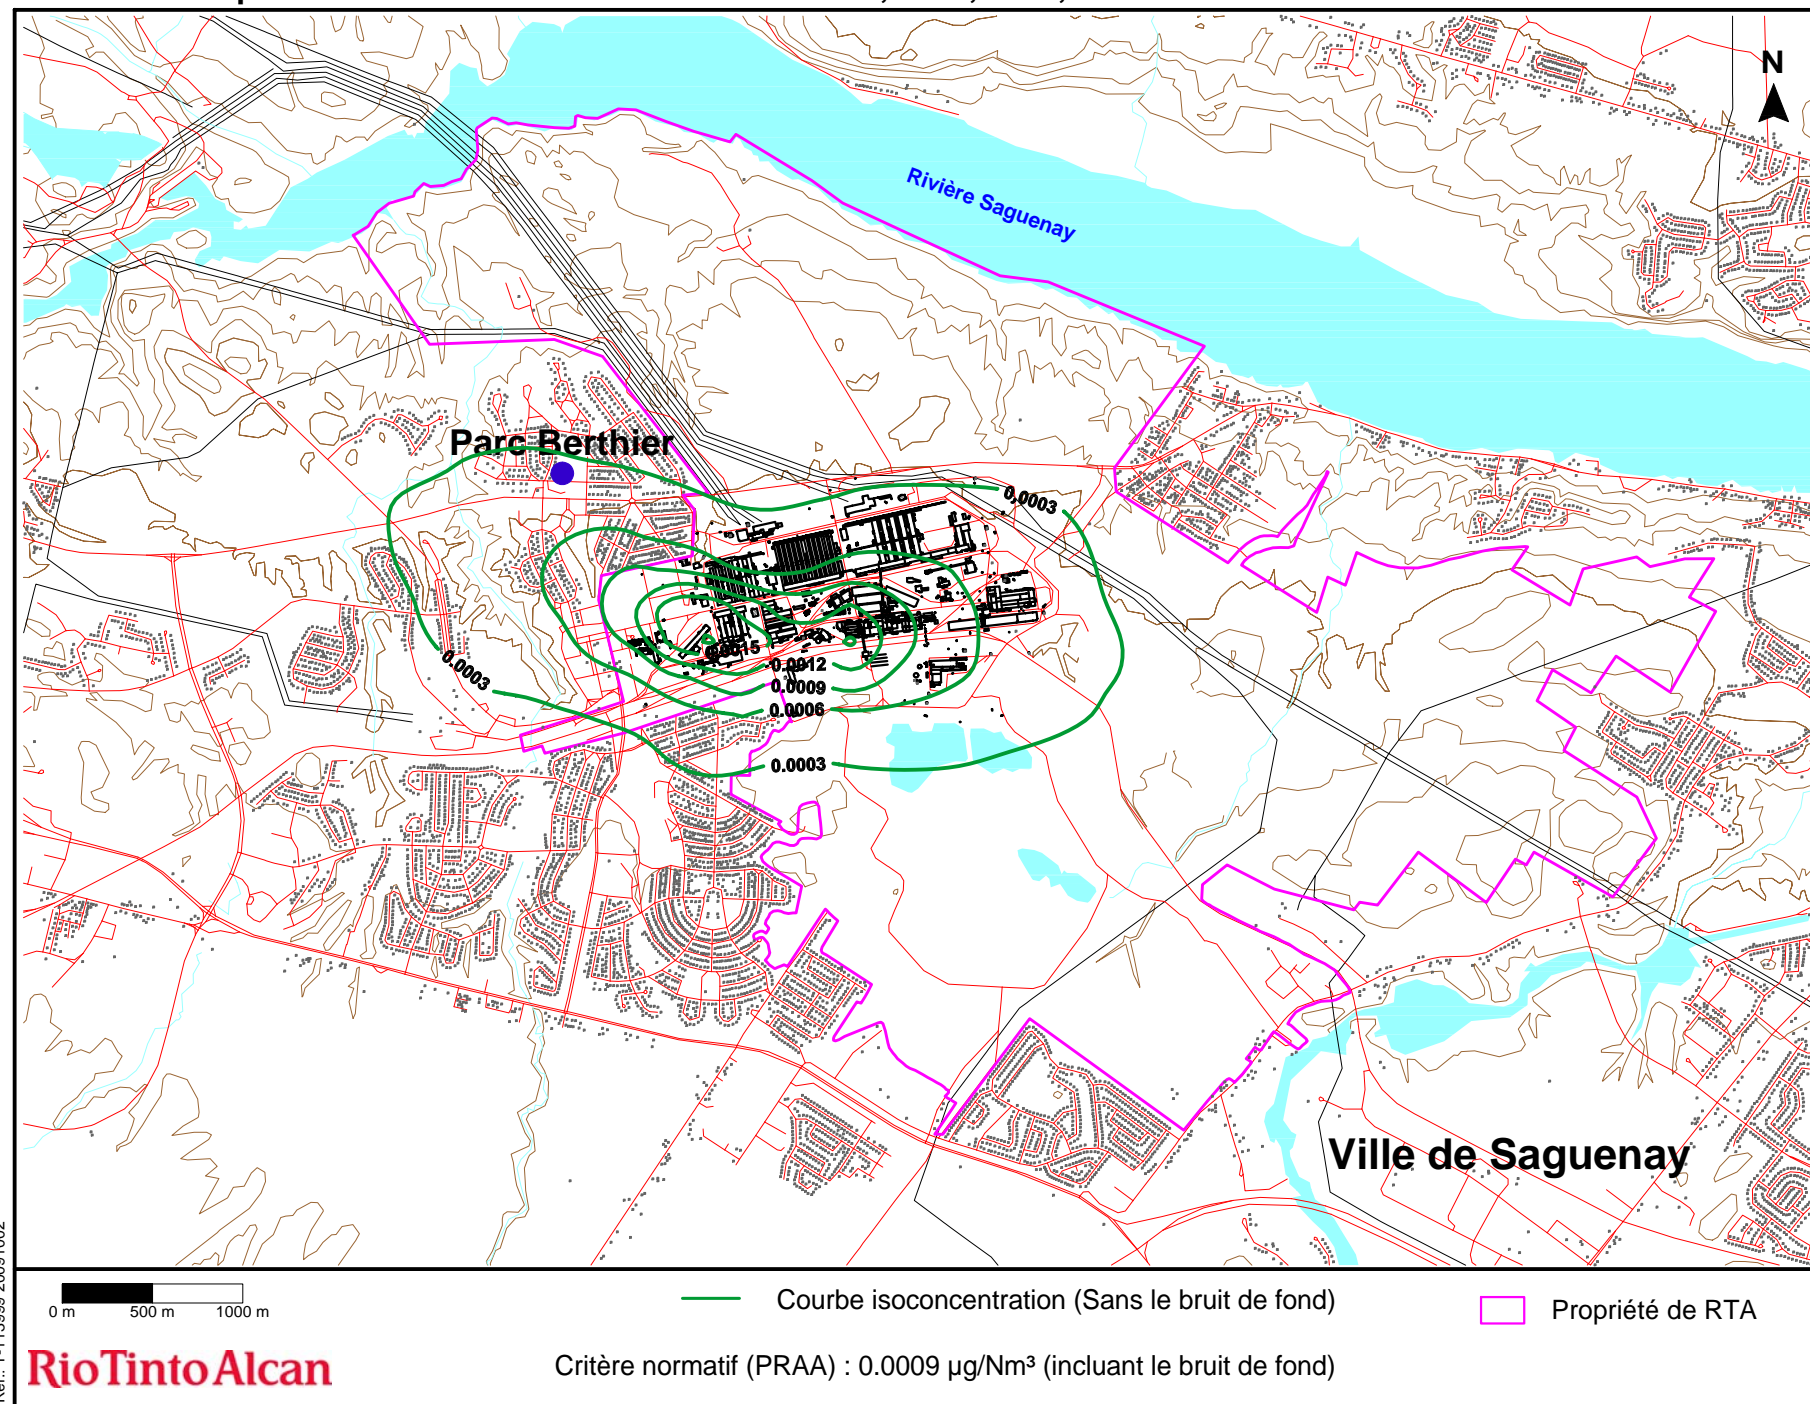 N
Rivière Saguenay
Parc Berthier
0.0003
0.0003
0.0015
0.0012
0.0009
0.0006
0.0003
Ville de Saguenay
0 m 500 m 1000 m
Courbe isoconcentration (Sans le bruit de fond)
Propriété de RTA
RioTinto Alcan
Critère normatif (PRAA) : 0.0009 µg/Nm³ (incluant le bruit de fond)